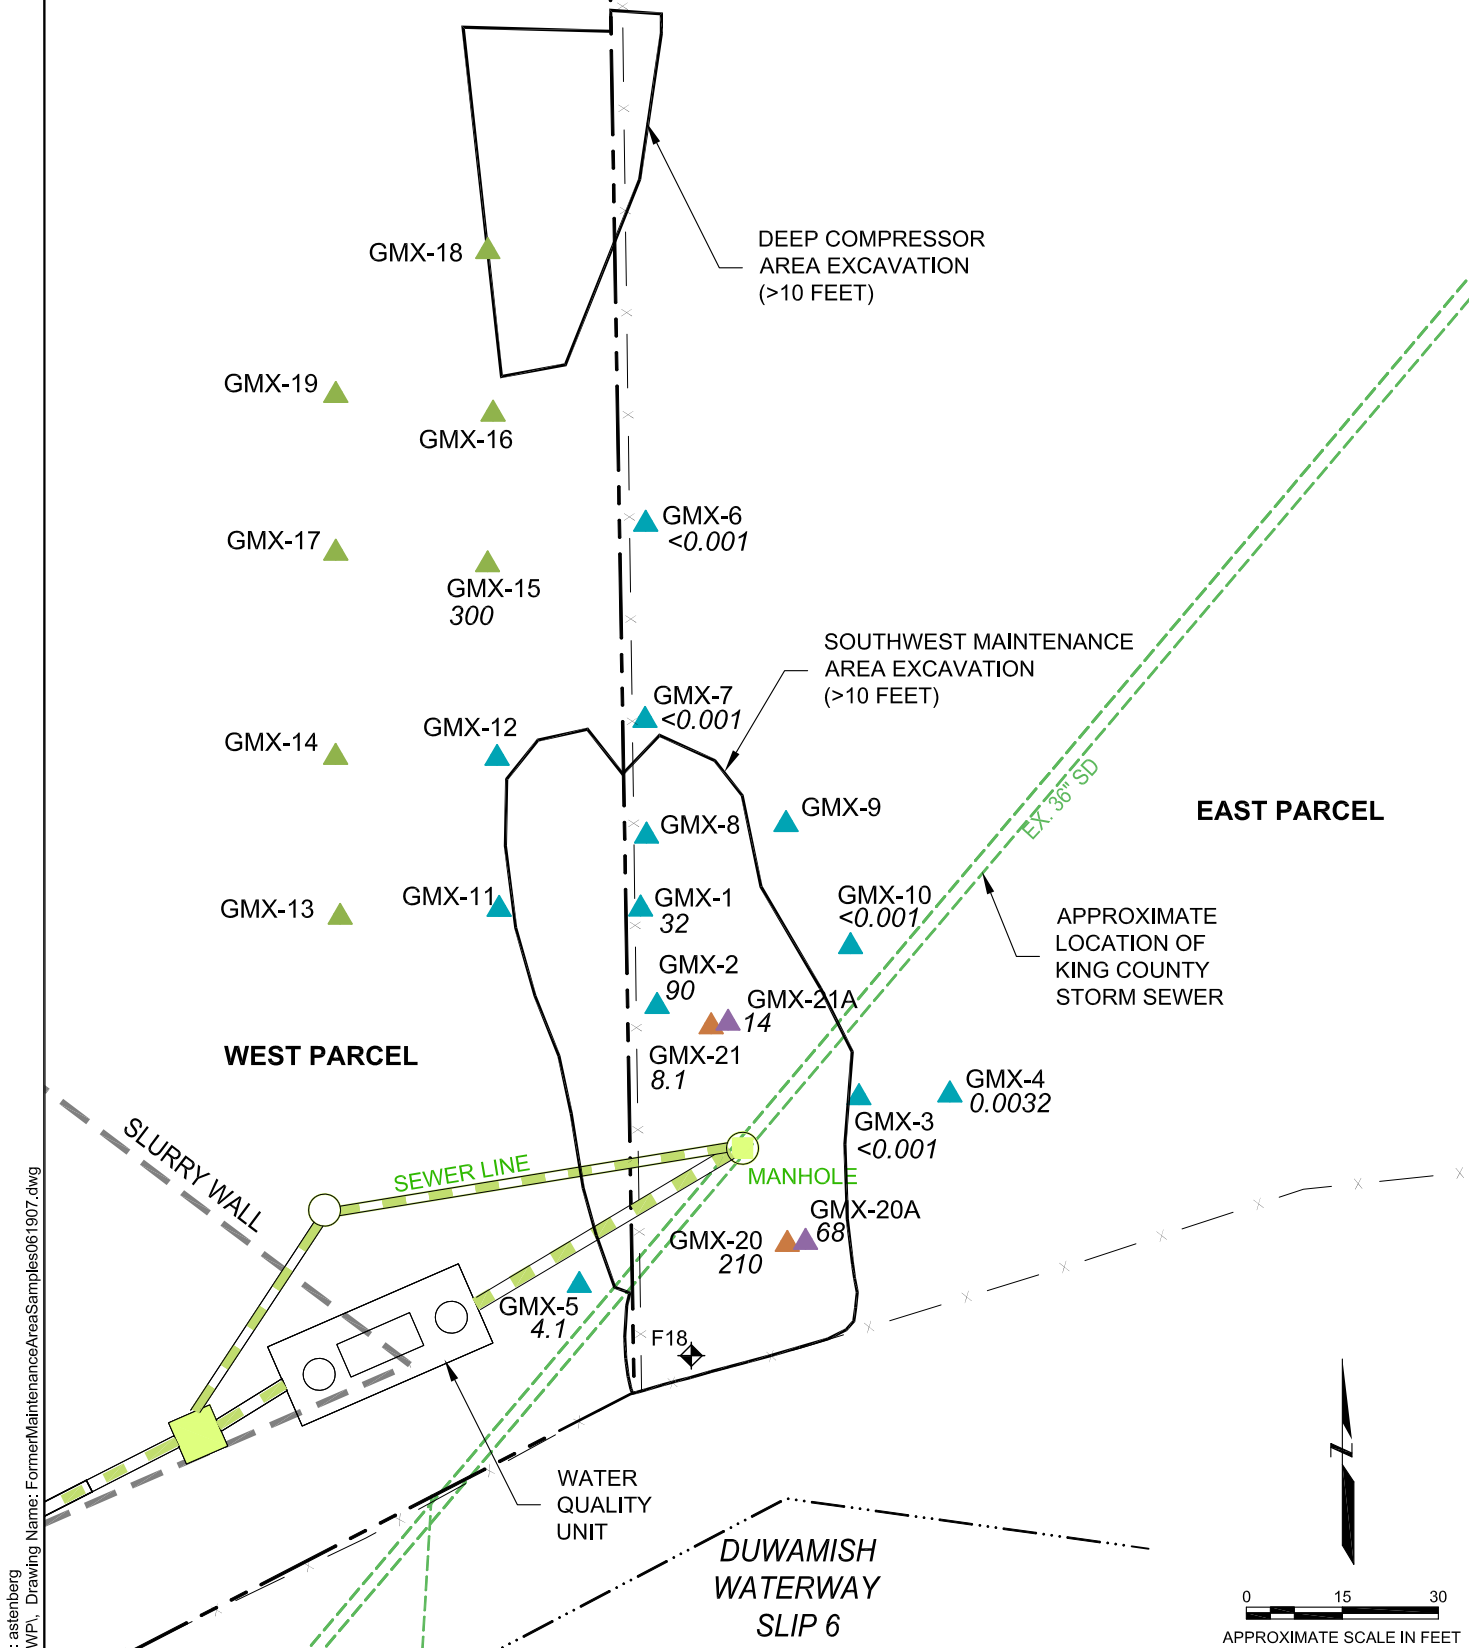 GMX-18
DEEP COMPRESSOR
AREA EXCAVATION
(>10 FEET)
GMX-19
GMX-16
GMX-6
<0.001
GMX-17
GMX-15
300
SOUTHWEST MAINTENANCE
AREA EXCAVATION
(>10 FEET)
GMX-7
<0.001
GMX-14
GMX-12
EX. 36" SD
GMX-9
EAST PARCEL
GMX-8
GMX-13
GMX-11
GMX-1
32
GMX-10
<0.001
APPROXIMATE
LOCATION OF
KING COUNTY
STORM SEWER
GMX-2
90
GMX-21A
14
WEST PARCEL
GMX-21
8.1
GMX-4
0.0032
GMX-3
<0.001
SLURRY WALL
SEWER LINE
MANHOLE
GMX-20A
68
GMX-20
210
GMX-5
4.1
F18
WATER
QUALITY
UNIT
DUWAMISH
WATERWAY
SLIP 6
Z
0 15 30
APPROXIMATE SCALE IN FEET
: astenberg
WP\, Drawing Name: FormerMaintenanceAreaSamples061907.dwg